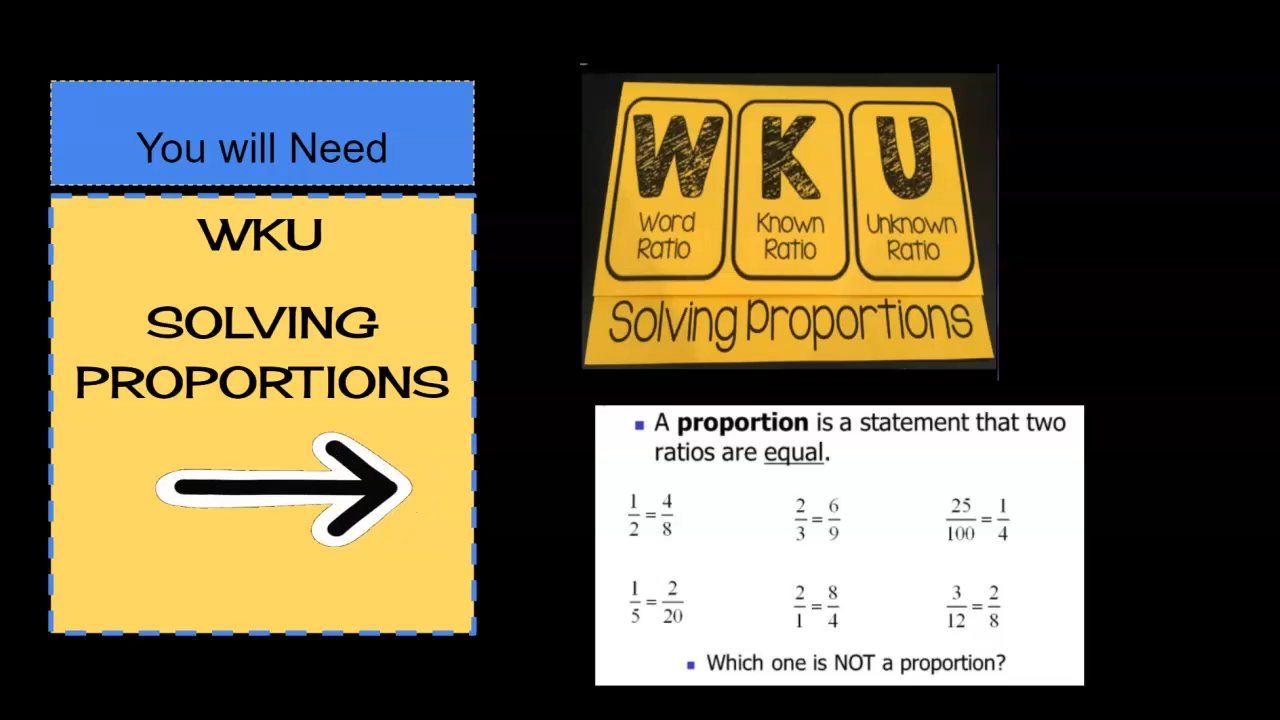 You will Need
WKU
SOLVING
PROPORTIONS
W K U
Word Ratio
Known Ratio
Unknown Ratio
Solving Proportions
▪ A proportion is a statement that two
ratios are equal.
1/2 = 4/8   2/3 = 6/9   25/100 = 1/4
1/5 = 2/20   2/1 = 8/4   3/12 = 2/8
▪ Which one is NOT a proportion?